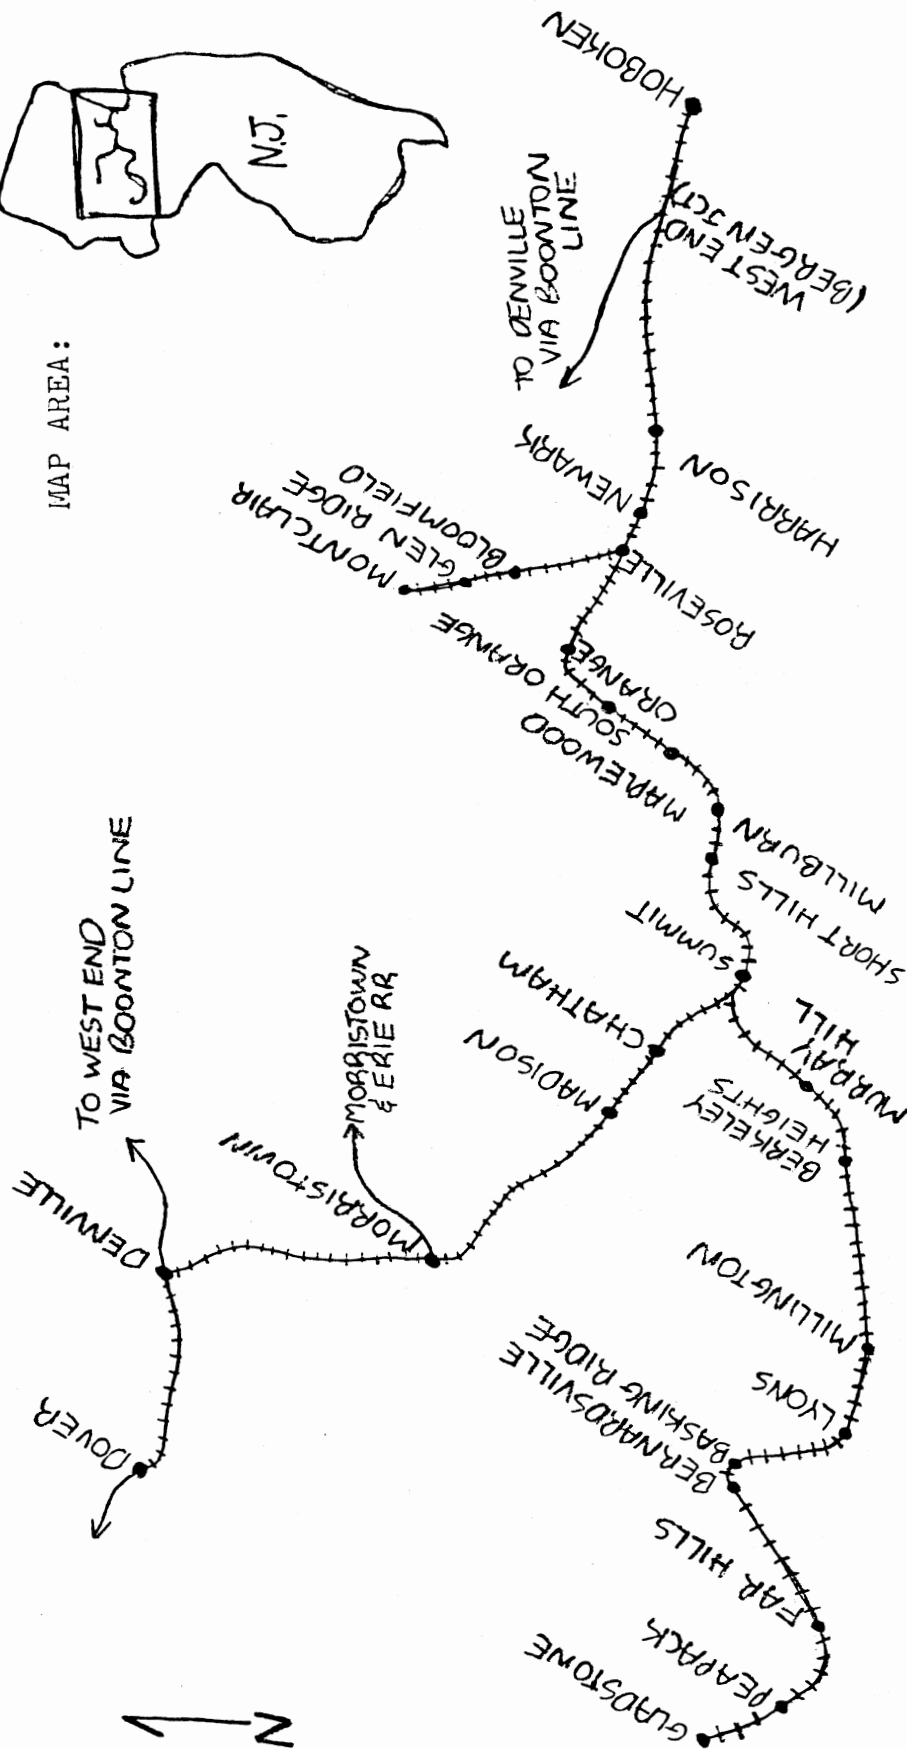 MAP AREA:
N.J.
HOBOKEN
WEST END
(BERGEN JCT)
TO DENVILLE
VIA BOONTON
LINE
HARRISON
NEWARK
ROSEVILLE
MONTCLAIR
GLEN RIDGE
BLOOMFIELD
ORANGE
SOUTH ORANGE
MAPLEWOOD
MILLBURN
SHORT HILLS
SUMMIT
CHATHAM
MADISON
MORRISTOWN
MORRISTOWN
& ERIE RR
TO WEST END
VIA BOONTON LINE
DENVILLE
DOVER
MURRAY
HILL
BERKELEY
HEIGHTS
MILLINGTON
LYONS
BASKING RIDGE
BERNARDSVILLE
FAR HILLS
PEAPACK
GLADSTONE
N